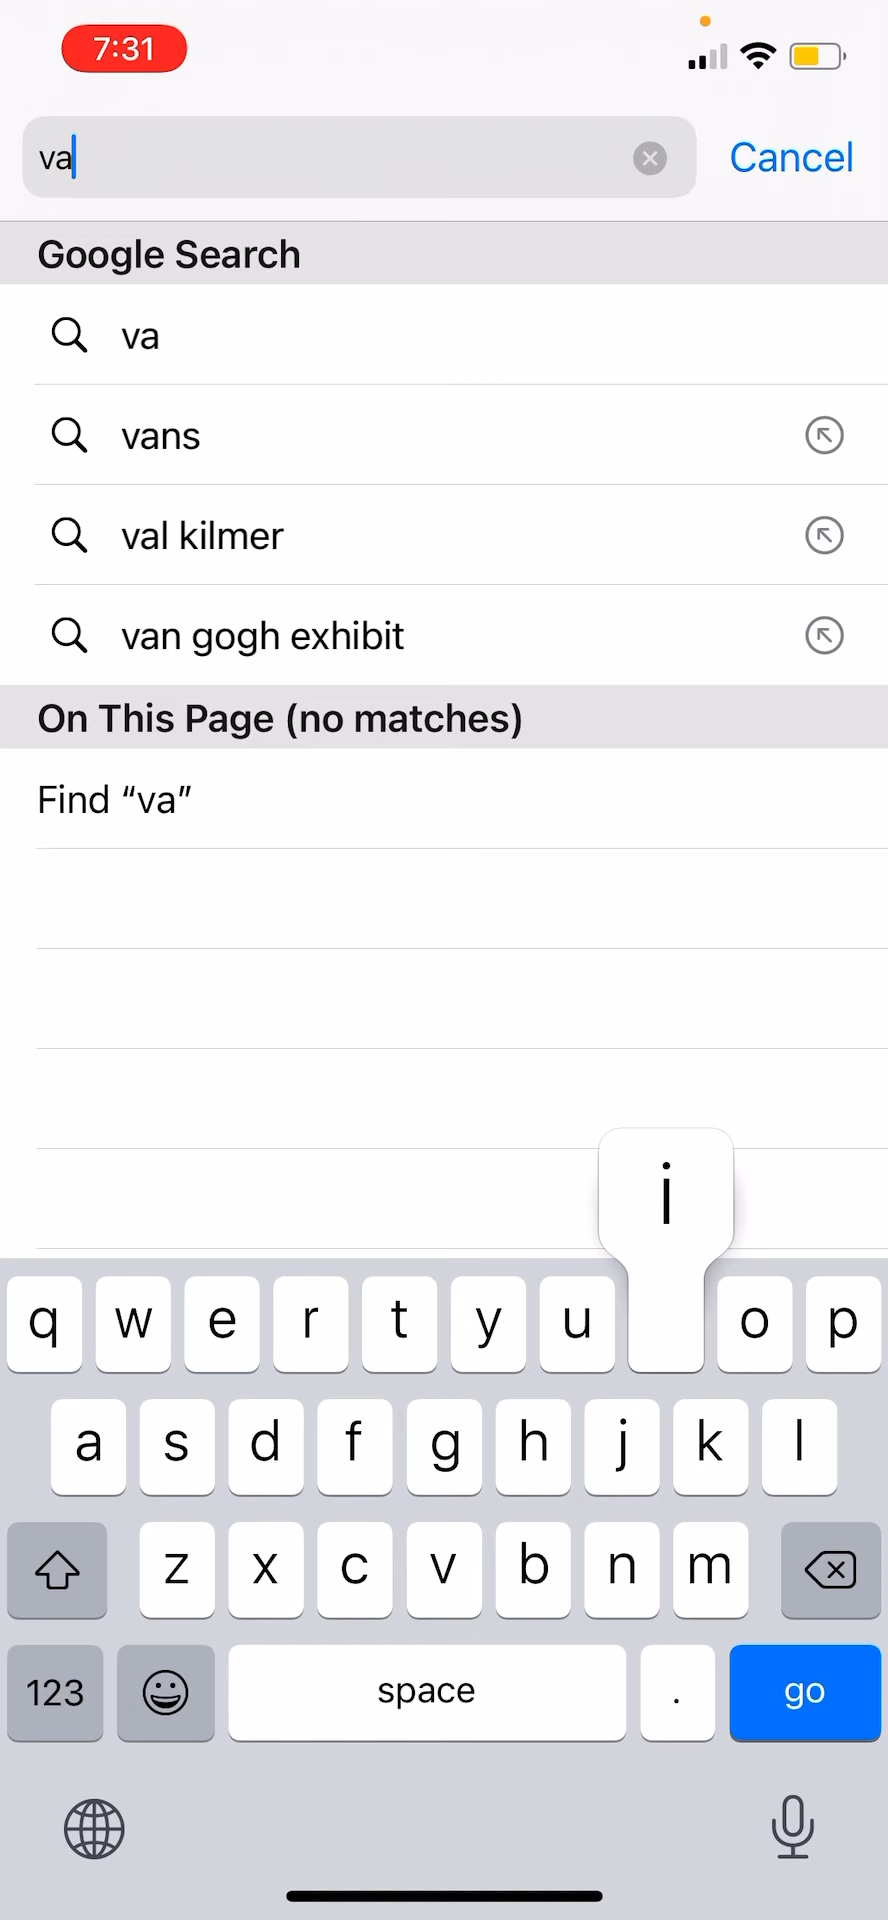 7:31
va
Cancel
Google Search
va
vans
val kilmer
van gogh exhibit
On This Page (no matches)
Find “va”
i
q w e r t y u o p
a s d f g h j k l
z x c v b n m
123 space . go